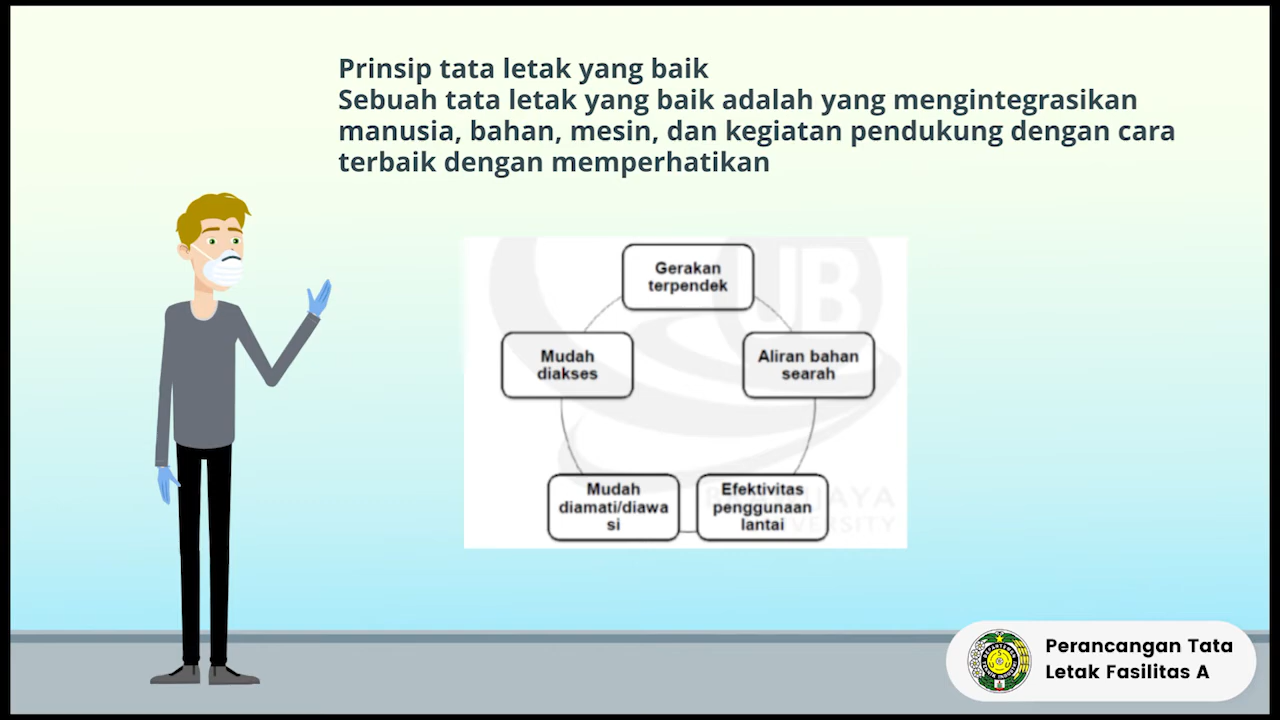 Prinsip tata letak yang baik
Sebuah tata letak yang baik adalah yang mengintegrasikan
manusia, bahan, mesin, dan kegiatan pendukung dengan cara
terbaik dengan memperhatikan
Gerakan
terpendek
Mudah
diakses
Aliran bahan
searah
Mudah
diamati/diawa
si
Efektivitas
penggunaan
lantai
UB
Perancangan Tata
Letak Fasilitas A